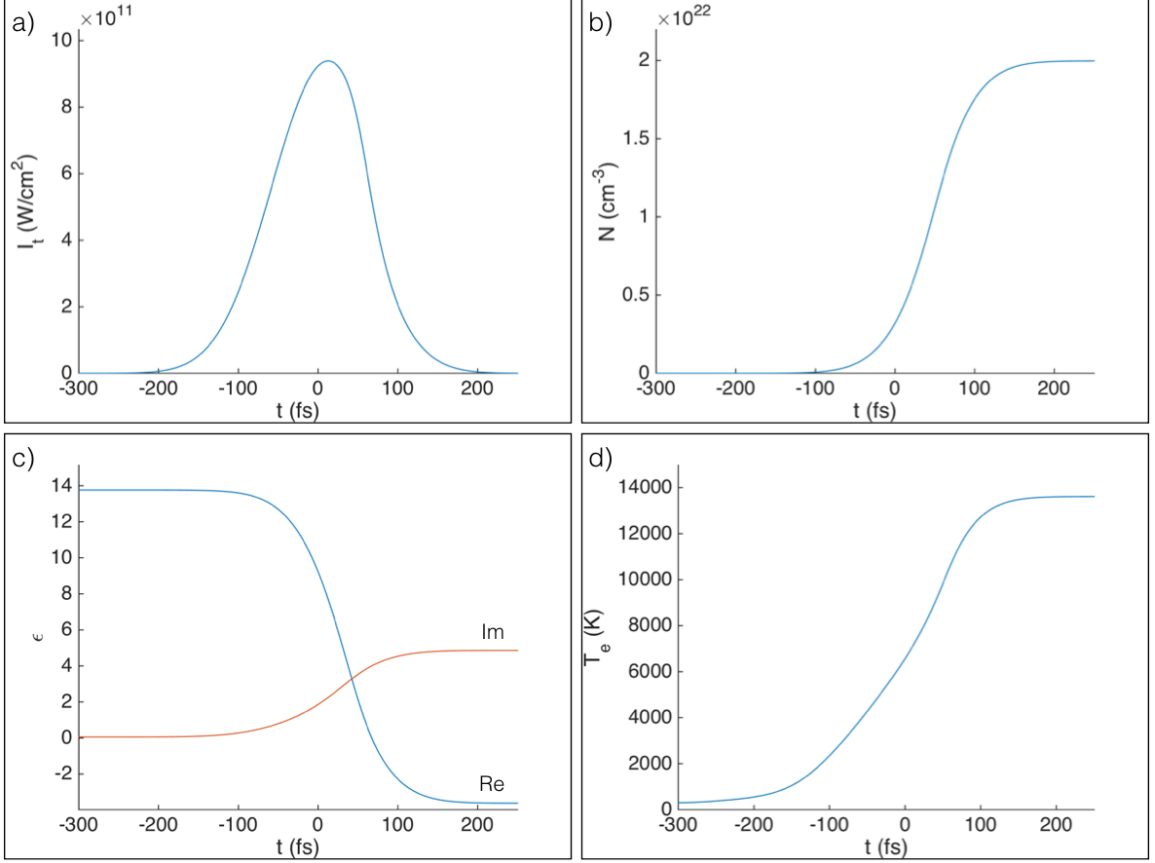 a)
×10^11
10
8
6
4
2
0
I_t (W/cm^2)
-300 -200 -100 0 100 200
t (fs)
b)
×10^22
2
1.5
1
0.5
0
N (cm^-3)
-300 -200 -100 0 100 200
t (fs)
c)
14
12
10
8
6
4
2
0
-2
ϵ
Im
Re
-300 -200 -100 0 100 200
t (fs)
d)
14000
12000
10000
8000
6000
4000
2000
0
T_e (K)
-300 -200 -100 0 100 200
t (fs)